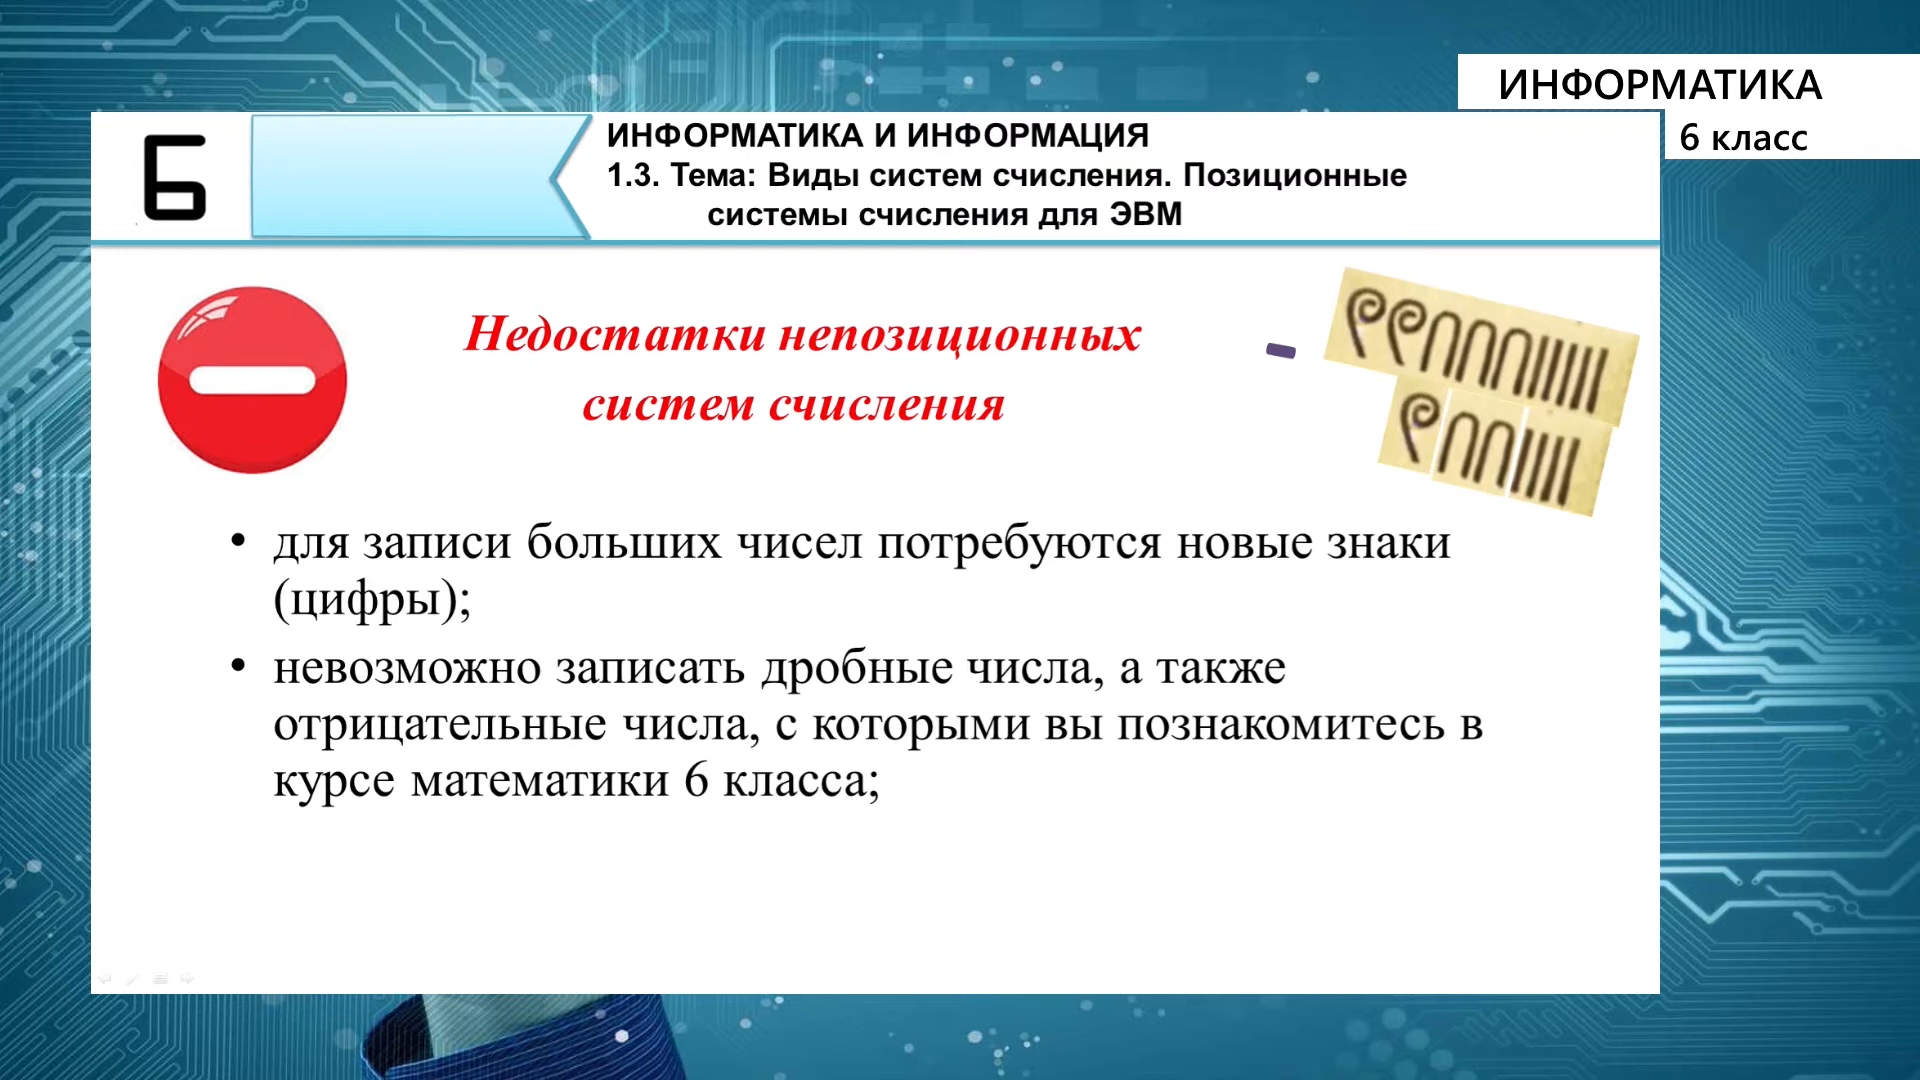 ИНФОРМАТИКА
6 класс
Б
ИНФОРМАТИКА И ИНФОРМАЦИЯ
1.3. Тема: Виды систем счисления. Позиционные
системы счисления для ЭВМ
Недостатки непозиционных
систем счисления
-
• для записи больших чисел потребуются новые знаки
(цифры);
• невозможно записать дробные числа, а также
отрицательные числа, с которыми вы познакомитесь в
курсе математики 6 класса;